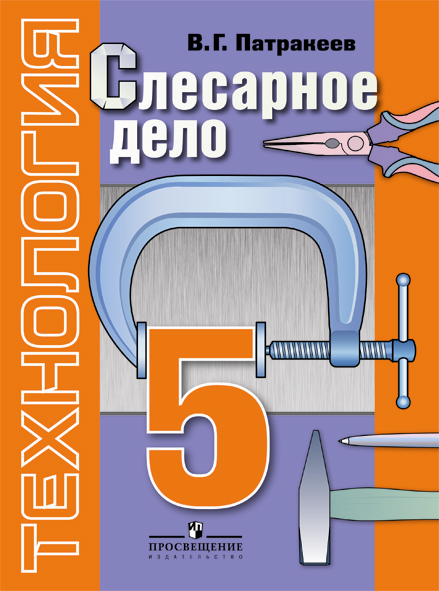 В.Г. Патракеев
Слесарное
дело
ТЕХНОЛОГИЯ
5
ПРОСВЕЩЕНИЕ
ИЗДАТЕЛЬСТВО